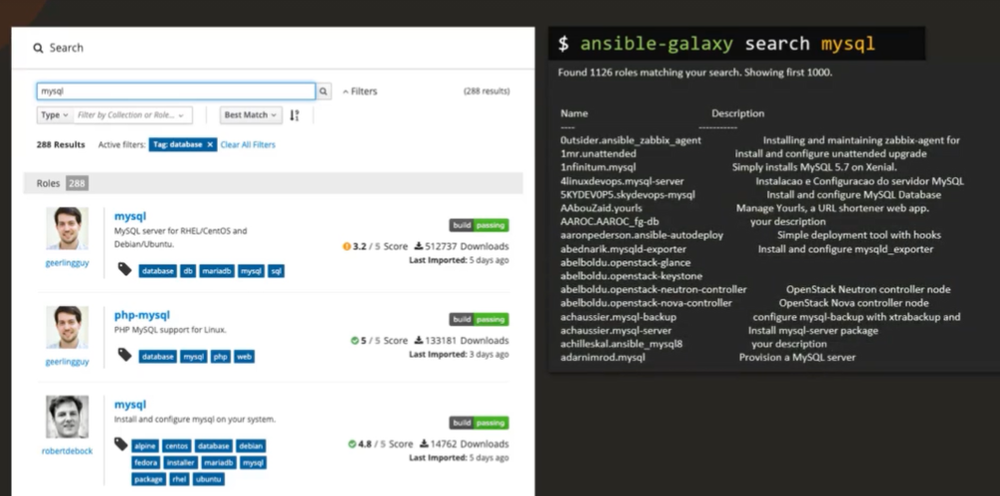 Search
mysql
Filters
(288 results)
Type Filter by Collection or Role...
Best Match
288 Results Active filters: Tag: database X Clear All Filters
Roles 288
mysql
MySQL server for RHEL/CentOS and
Debian/Ubuntu.
geerlingguy
database db mariadb mysql sql
build passing
3.2 / 5 Score 512737 Downloads
Last Imported: 5 days ago
php-mysql
PHP MySQL support for Linux.
geerlingguy
database mysql php web
build passing
5 / 5 Score 133181 Downloads
Last Imported: 3 days ago
mysql
Install and configure mysql on your system.
robertdebock
alpine centos database debian
fedora installer mariadb mysql
package rhel ubuntu
build passing
4.8 / 5 Score 14762 Downloads
Last Imported: 5 days ago
$ ansible-galaxy search mysql
Found 1126 roles matching your search. Showing first 1000.
Name Description
---- -----------
0utsider.ansible_zabbix_agent Installing and maintaining zabbix-agent for
1mr.unattended install and configure unattended upgrade
1nfinitum.mysql Simply installs MySQL 5.7 on Xenial.
4linuxdevops.mysql-server Instalacao e Configuracao do servidor MySQL
5KYDEV0P5.skydevops-mysql Install and configure MySQL Database
AAbouZaid.yourls Manage Yourls, a URL shortener web app.
AAROC.AAROC_fg-db your description
aaronpederson.ansible-autodeploy Simple deployment tool with hooks
abednarik.mysqld-exporter Install and configure mysqld_exporter
abelboldu.openstack-glance
abelboldu.openstack-keystone
abelboldu.openstack-neutron-controller OpenStack Neutron controller node
abelboldu.openstack-nova-controller OpenStack Nova controller node
achaussier.mysql-backup configure mysql-backup with xtrabackup and
achaussier.mysql-server Install mysql-server package
achilleskal.ansible_mysql8 your description
adarnimrod.mysql Provision a MySQL server